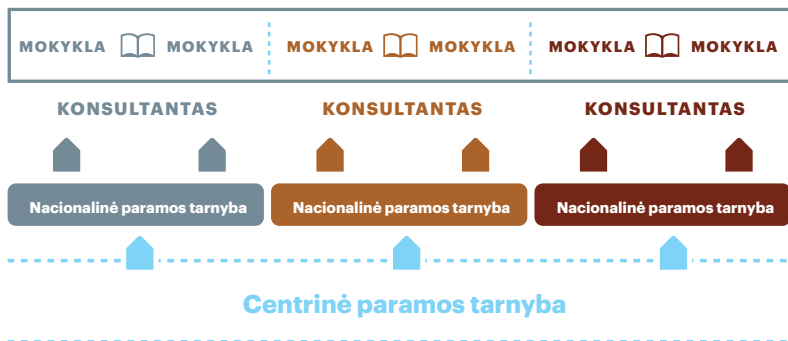 MOKYKLA MOKYKLA MOKYKLA MOKYKLA MOKYKLA MOKYKLA
KONSULTANTAS KONSULTANTAS KONSULTANTAS
Nacionalinė paramos tarnyba Nacionalinė paramos tarnyba Nacionalinė paramos tarnyba
Centrinė paramos tarnyba